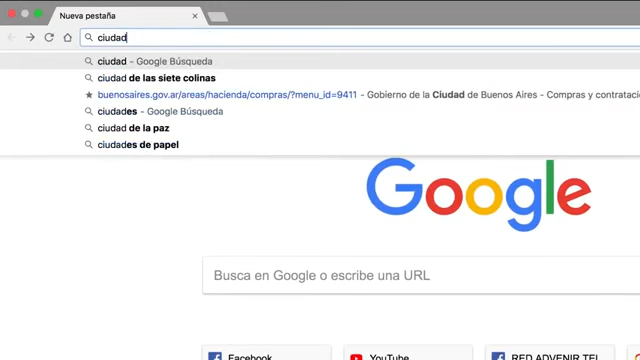 Nueva pestaña
ciudad
ciudad – Google Búsqueda
ciudad de las siete colinas
buenosaires.gov.ar/areas/hacienda/compras/?menu_id=9411 – Gobierno de la Ciudad de Buenos Aires - Compras y contratació
ciudades – Google Búsqueda
ciudad de la paz
ciudades de papel
Google
Busca en Google o escribe una URL
Facebook
YouTube
RED ADVENIR TEL